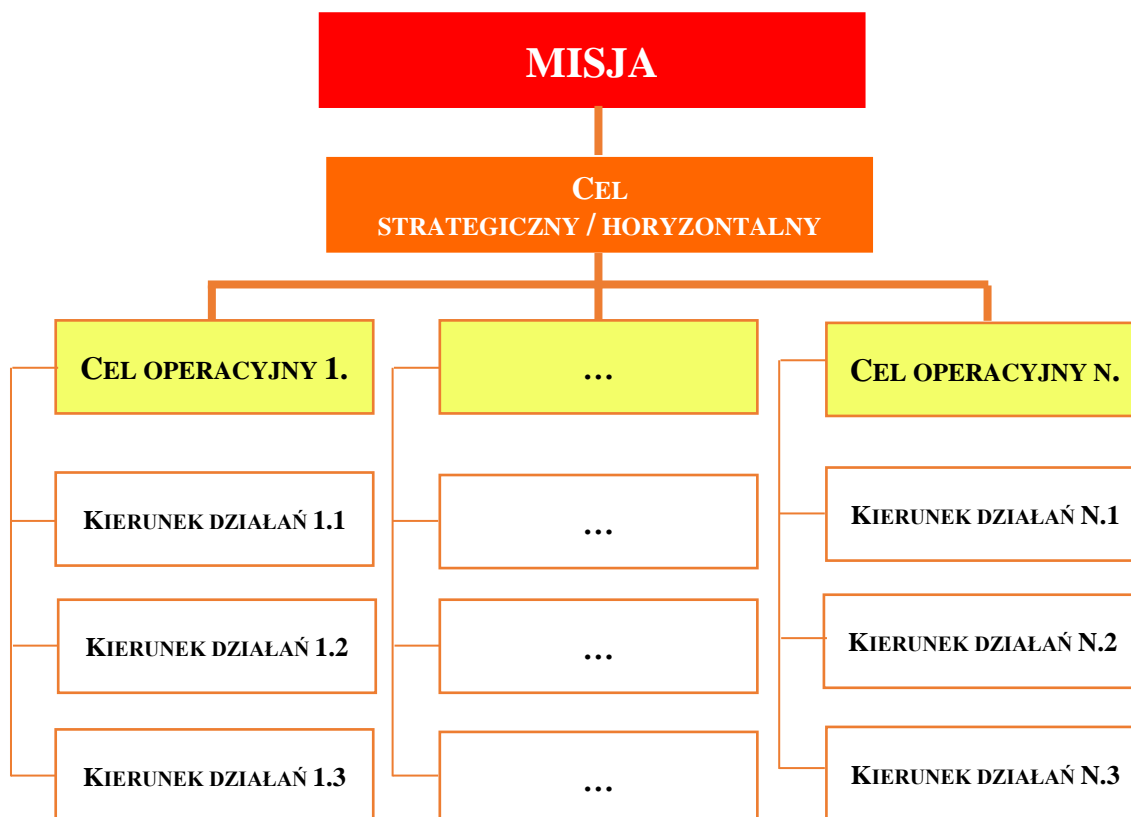 MISJA
CEL
STRATEGICZNY / HORYZONTALNY
CEL OPERACYJNY 1.
...
CEL OPERACYJNY N.
KIERUNEK DZIAŁAŃ 1.1
...
KIERUNEK DZIAŁAŃ N.1
KIERUNEK DZIAŁAŃ 1.2
...
KIERUNEK DZIAŁAŃ N.2
KIERUNEK DZIAŁAŃ 1.3
...
KIERUNEK DZIAŁAŃ N.3